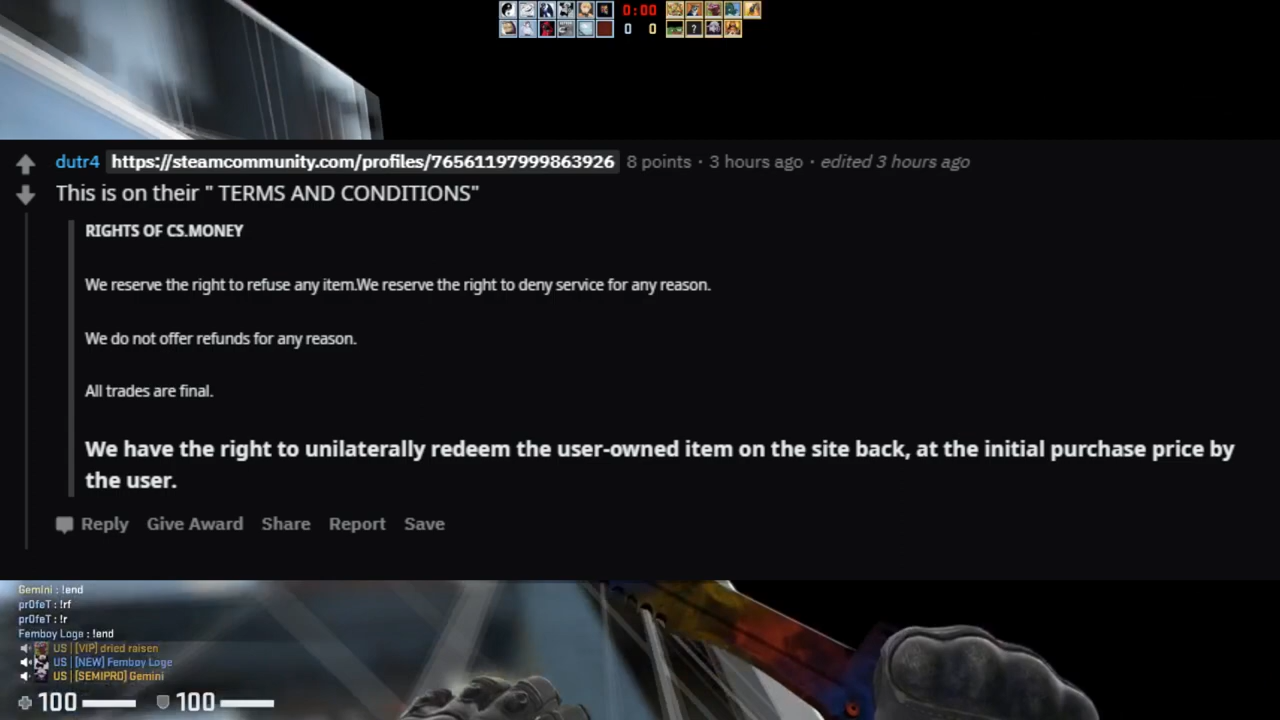 0:00
0 0
?
dutr4 https://steamcommunity.com/profiles/76561197999863926 8 points · 3 hours ago · edited 3 hours ago
This is on their " TERMS AND CONDITIONS"
RIGHTS OF CS.MONEY
We reserve the right to refuse any item.We reserve the right to deny service for any reason.
We do not offer refunds for any reason.
All trades are final.
We have the right to unilaterally redeem the user-owned item on the site back, at the initial purchase price by
the user.
Reply Give Award Share Report Save
Gemini : !end
pr0feT : !rf
pr0feT : !r
Femboy Loge : !end
US | [VIP] dried raisen
US | [NEW] Femboy Loge
US | [SEMIPRO] Gemini
100 100